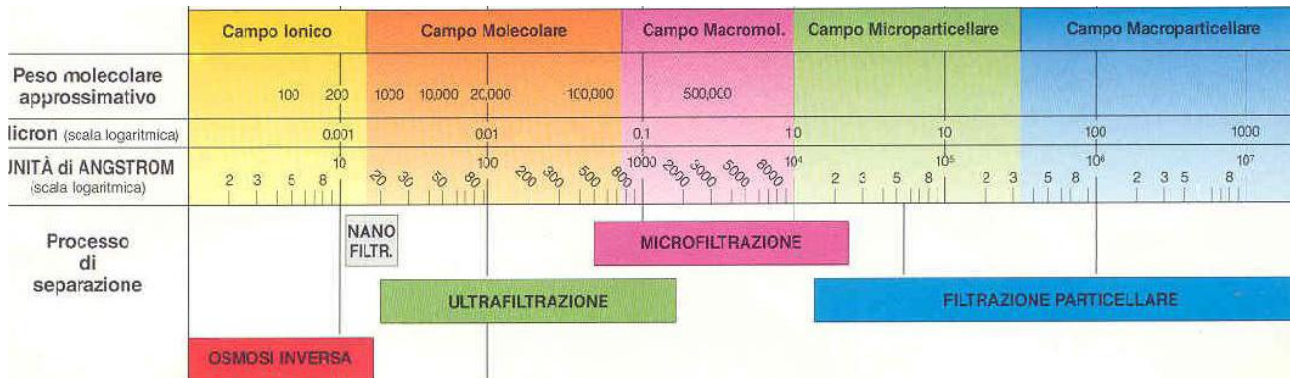 Campo Ionico Campo Molecolare Campo Macromol. Campo Microparticellare Campo Macroparticellare
Peso molecolare
approssimativo
100 200 1000 10,000 20,000 100,000 500,000
licron (scala logaritmica) 0.001 0.01 0.1 1.0 10 100 1000
UNITÀ di ANGSTROM
(scala logaritmica)
10 100 1000 10⁴ 10⁵ 10⁶ 10⁷
2 3 5 8 20 30 50 80 200 300 500 800 2000 3000 5000 8000 2 3 5 8 2 3 5 8 2 3 5 8
Processo
di
separazione
NANO
FILTR.
MICROFILTRAZIONE
ULTRAFILTRAZIONE FILTRAZIONE PARTICELLARE
OSMOSI INVERSA